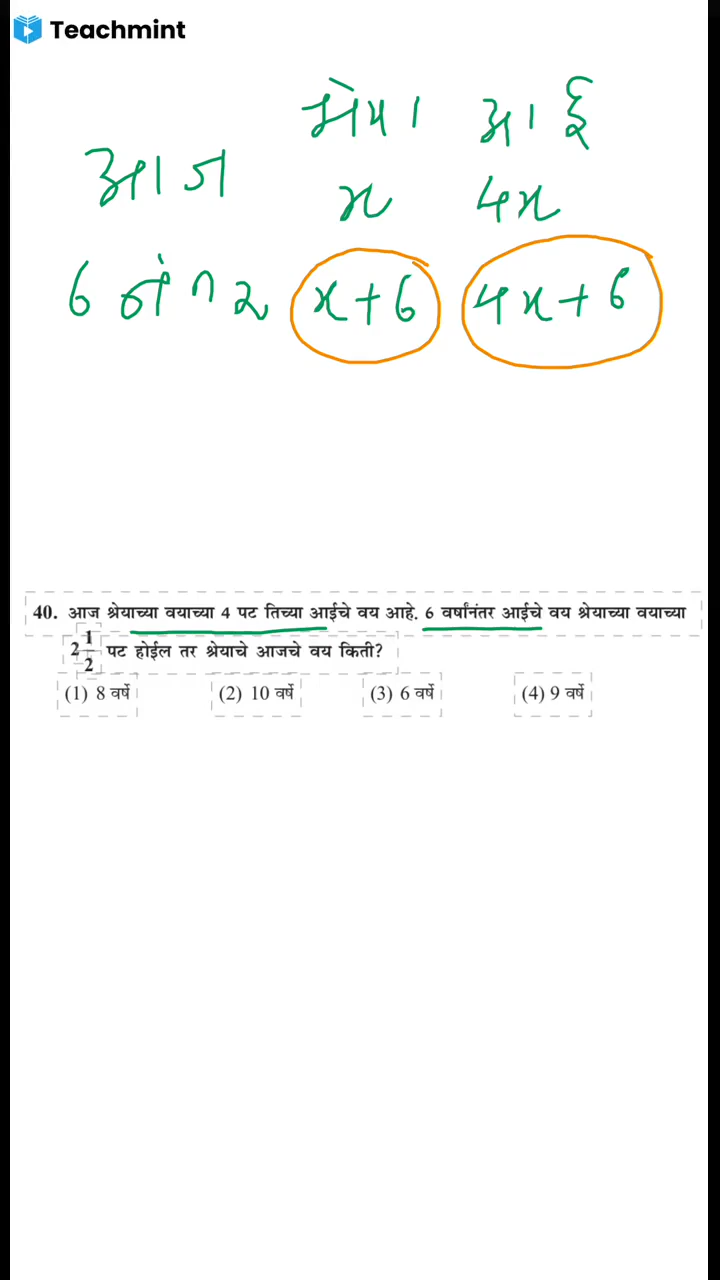 Teachmint
श्रेया आई
आज x 4x
6 नंतर x+6 4x+6
40. आज श्रेयाच्या वयाच्या 4 पट तिच्या आईचे वय आहे. 6 वर्षांनंतर आईचे वय श्रेयाच्या वयाच्या
2 1/2 पट होईल तर श्रेयाचे आजचे वय किती?
(1) 8 वर्षे (2) 10 वर्षे (3) 6 वर्षे (4) 9 वर्षे